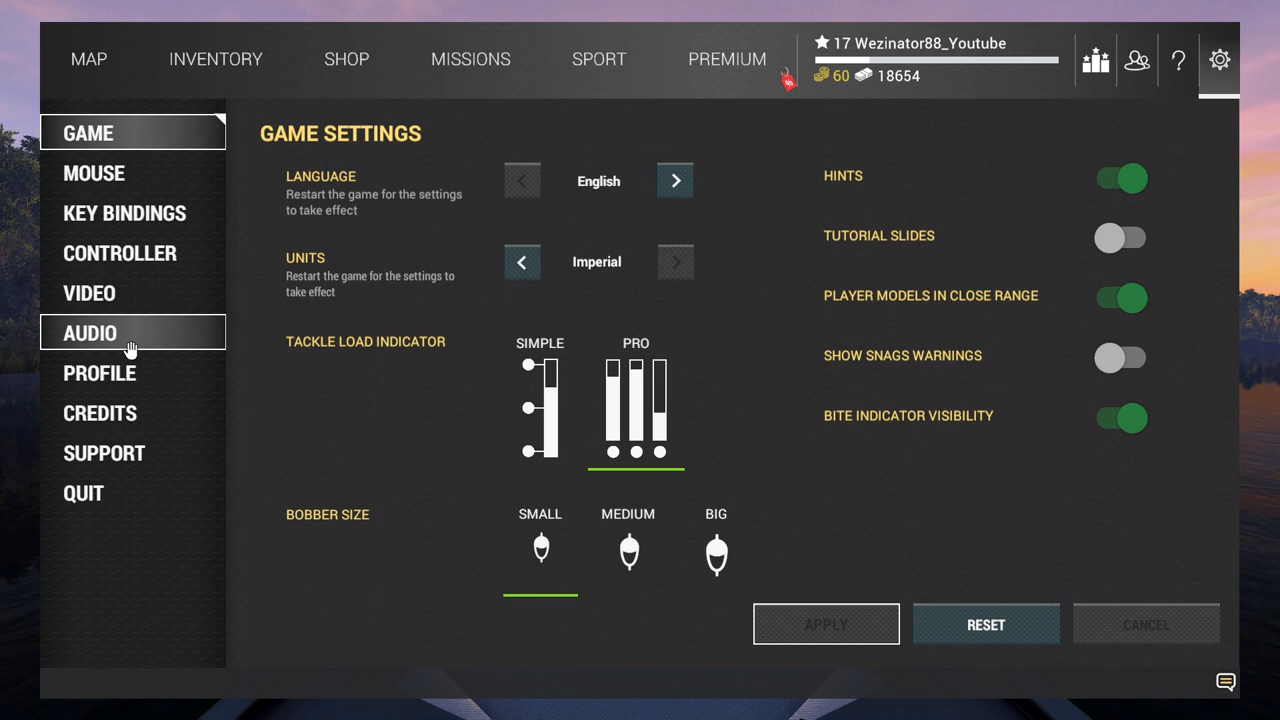 MAP INVENTORY SHOP MISSIONS SPORT PREMIUM
17 Wezinator88_Youtube
60 18654
GAME
MOUSE
KEY BINDINGS
CONTROLLER
VIDEO
AUDIO
PROFILE
CREDITS
SUPPORT
QUIT
GAME SETTINGS
LANGUAGE
Restart the game for the settings
to take effect
English
UNITS
Restart the game for the settings to
take effect
Imperial
TACKLE LOAD INDICATOR
SIMPLE PRO
BOBBER SIZE
SMALL MEDIUM BIG
HINTS
TUTORIAL SLIDES
PLAYER MODELS IN CLOSE RANGE
SHOW SNAGS WARNINGS
BITE INDICATOR VISIBILITY
APPLY RESET CANCEL